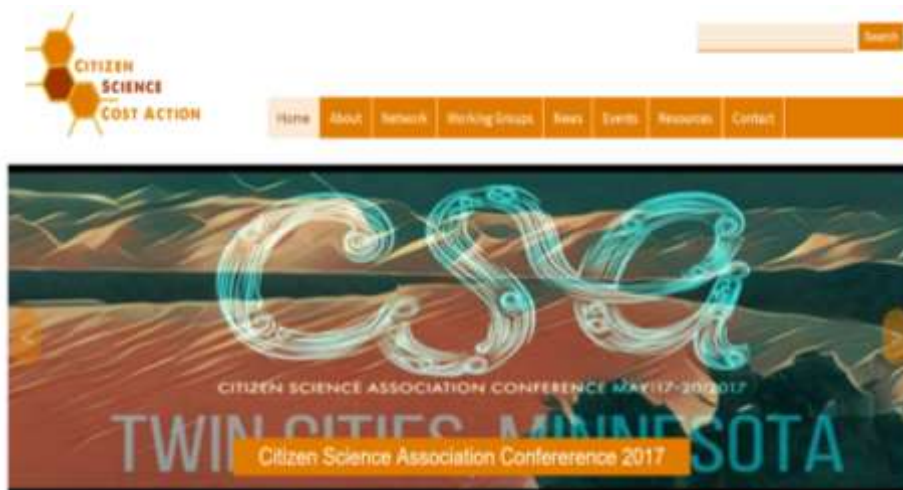 CITIZEN
SCIENCE
COST ACTION
Search
Home About Network Working Groups News Events Resources Contact
csa
CITIZEN SCIENCE ASSOCIATION CONFERENCE MAY 17-20/2017
TWIN CITIES, MINNESOTA
<
>
Citizen Science Association Confererence 2017